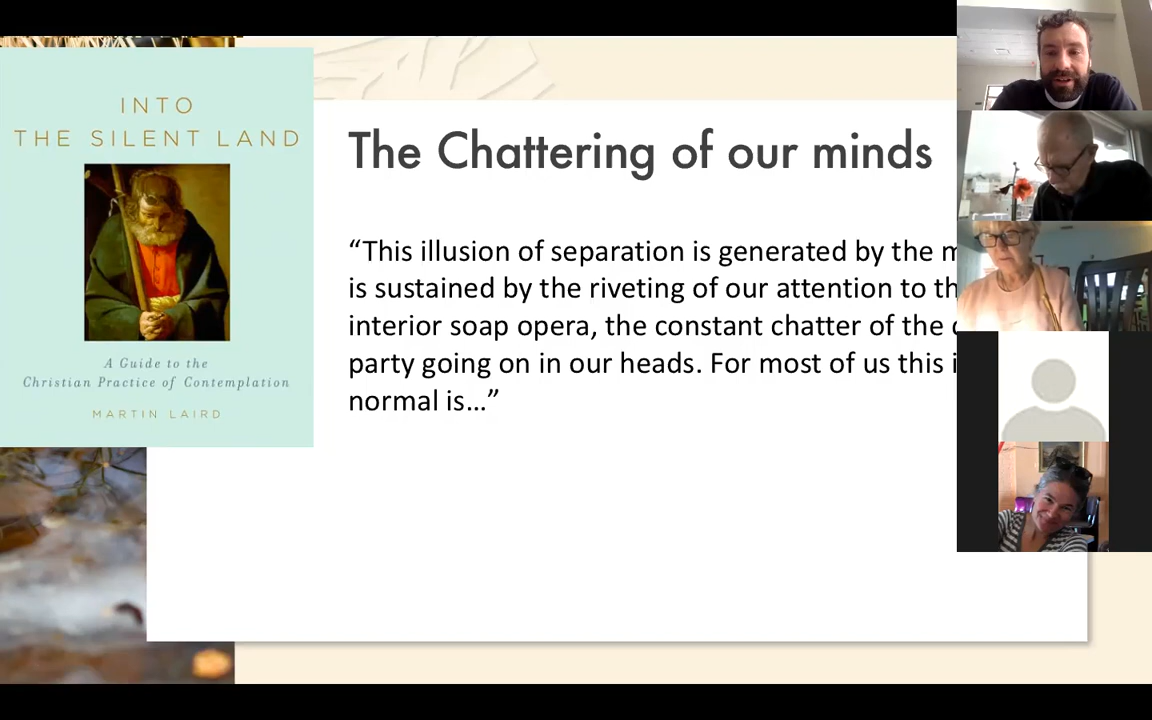 INTO
THE SILENT LAND
A Guide to the
Christian Practice of Contemplation
MARTIN LAIRD
The Chattering of our minds
“This illusion of separation is generated by the
is sustained by the riveting of our attention to
interior soap opera, the constant chatter of the
party going on in our heads. For most of us this
normal is…”